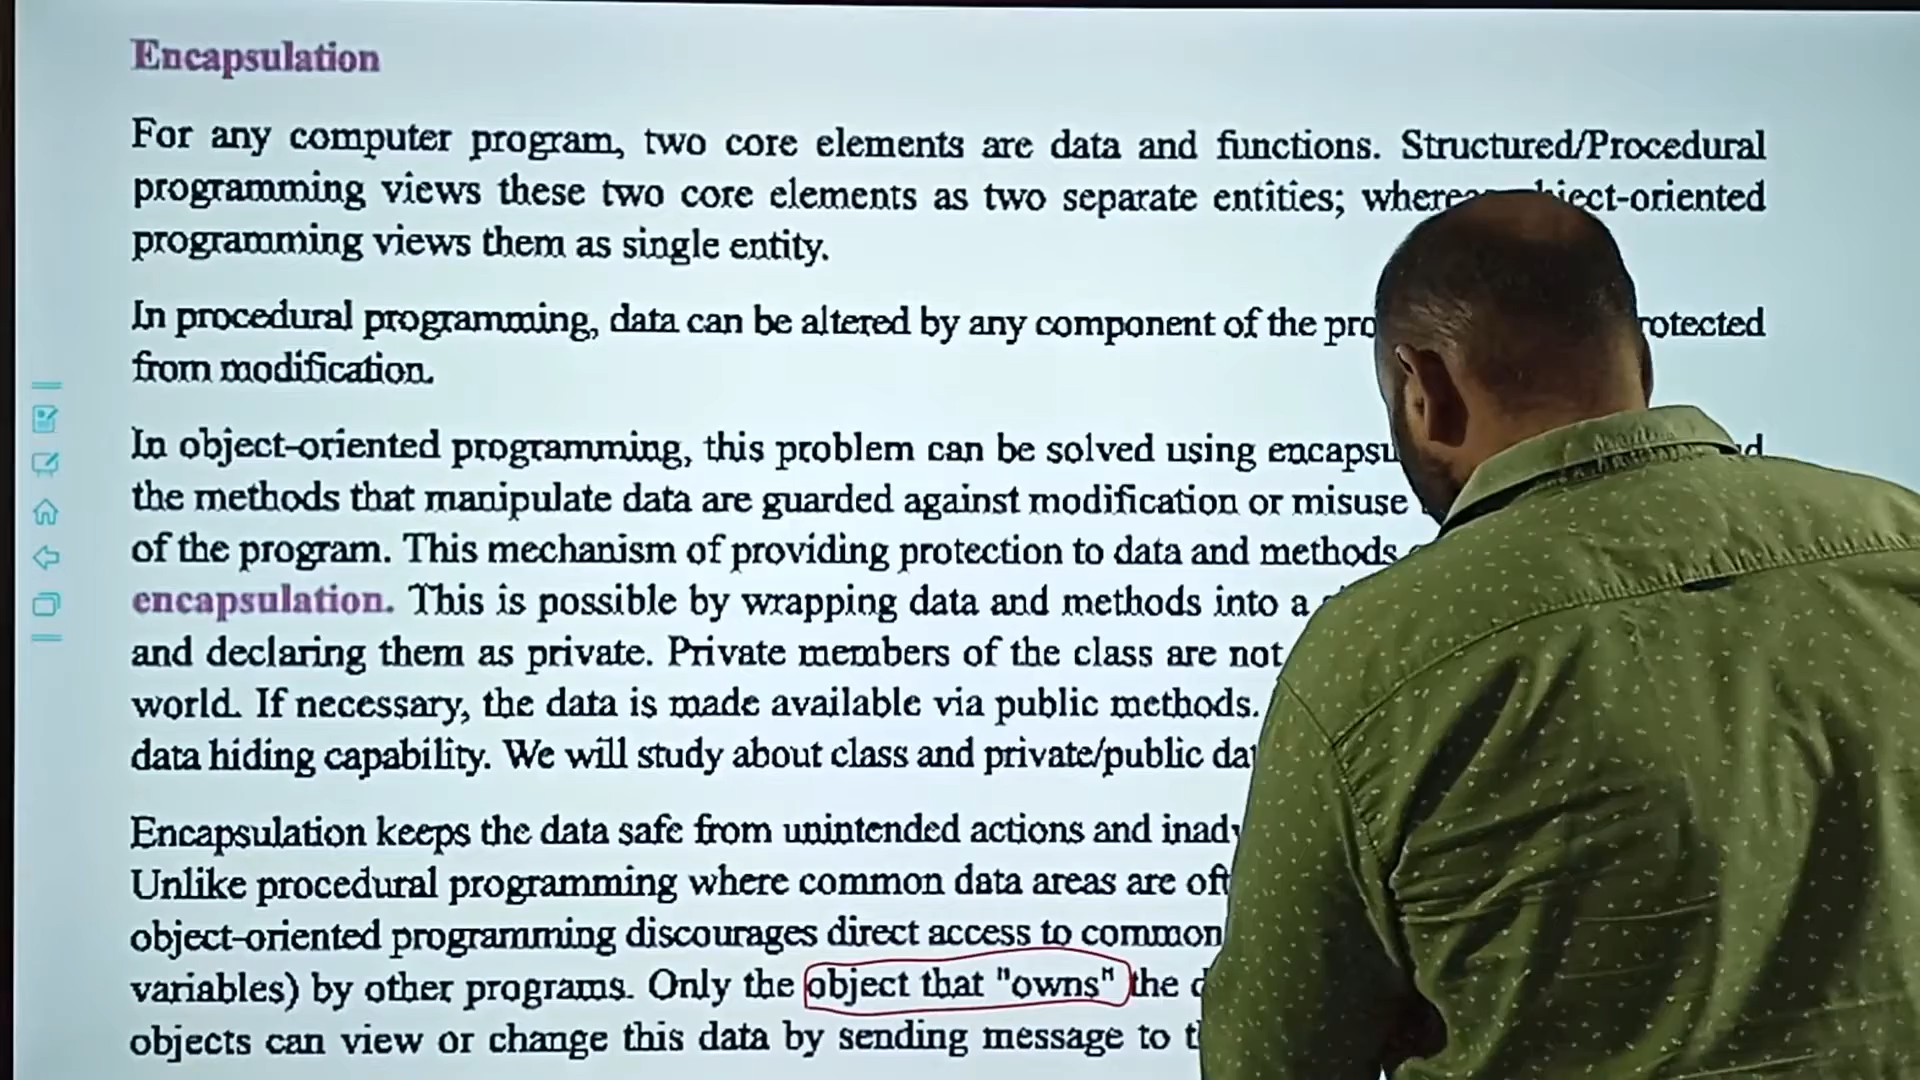 Encapsulation
For any computer program, two core elements are data and functions. Structured/Procedural
programming views these two core elements as two separate entities; whereas object-oriented
programming views them as single entity.
In procedural programming, data can be altered by any component of the
from modification.
In object-oriented programming, this problem can be solved using
the methods that manipulate data are guarded against modification or misuse
of the program. This mechanism of providing protection to data and methods
encapsulation. This is possible by wrapping data and methods into a
and declaring them as private. Private members of the class are not
world. If necessary, the data is made available via public methods.
data hiding capability. We will study about class and private/public
Encapsulation keeps the data safe from unintended actions and
Unlike procedural programming where common data areas are
object-oriented programming discourages direct access to common
variables) by other programs. Only the object that "owns" the
objects can view or change this data by sending message to